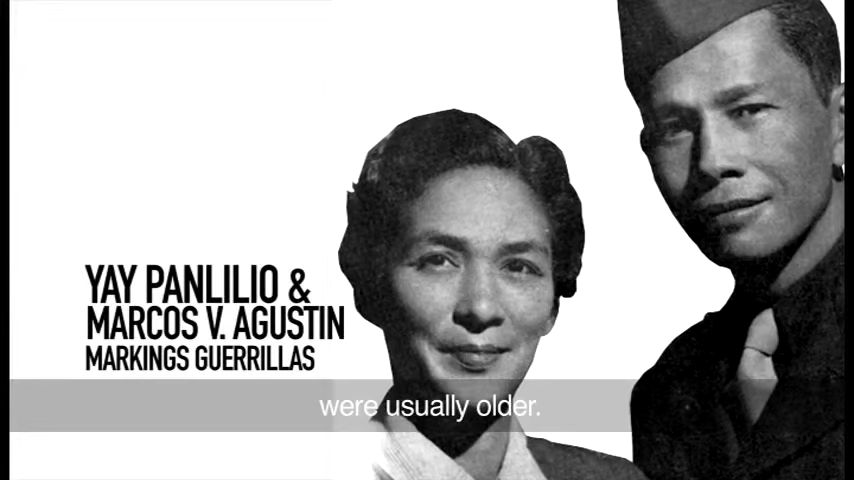 YAY PANLILIO &
MARCOS V. AGUSTIN
MARKINGS GUERRILLAS
were usually older.